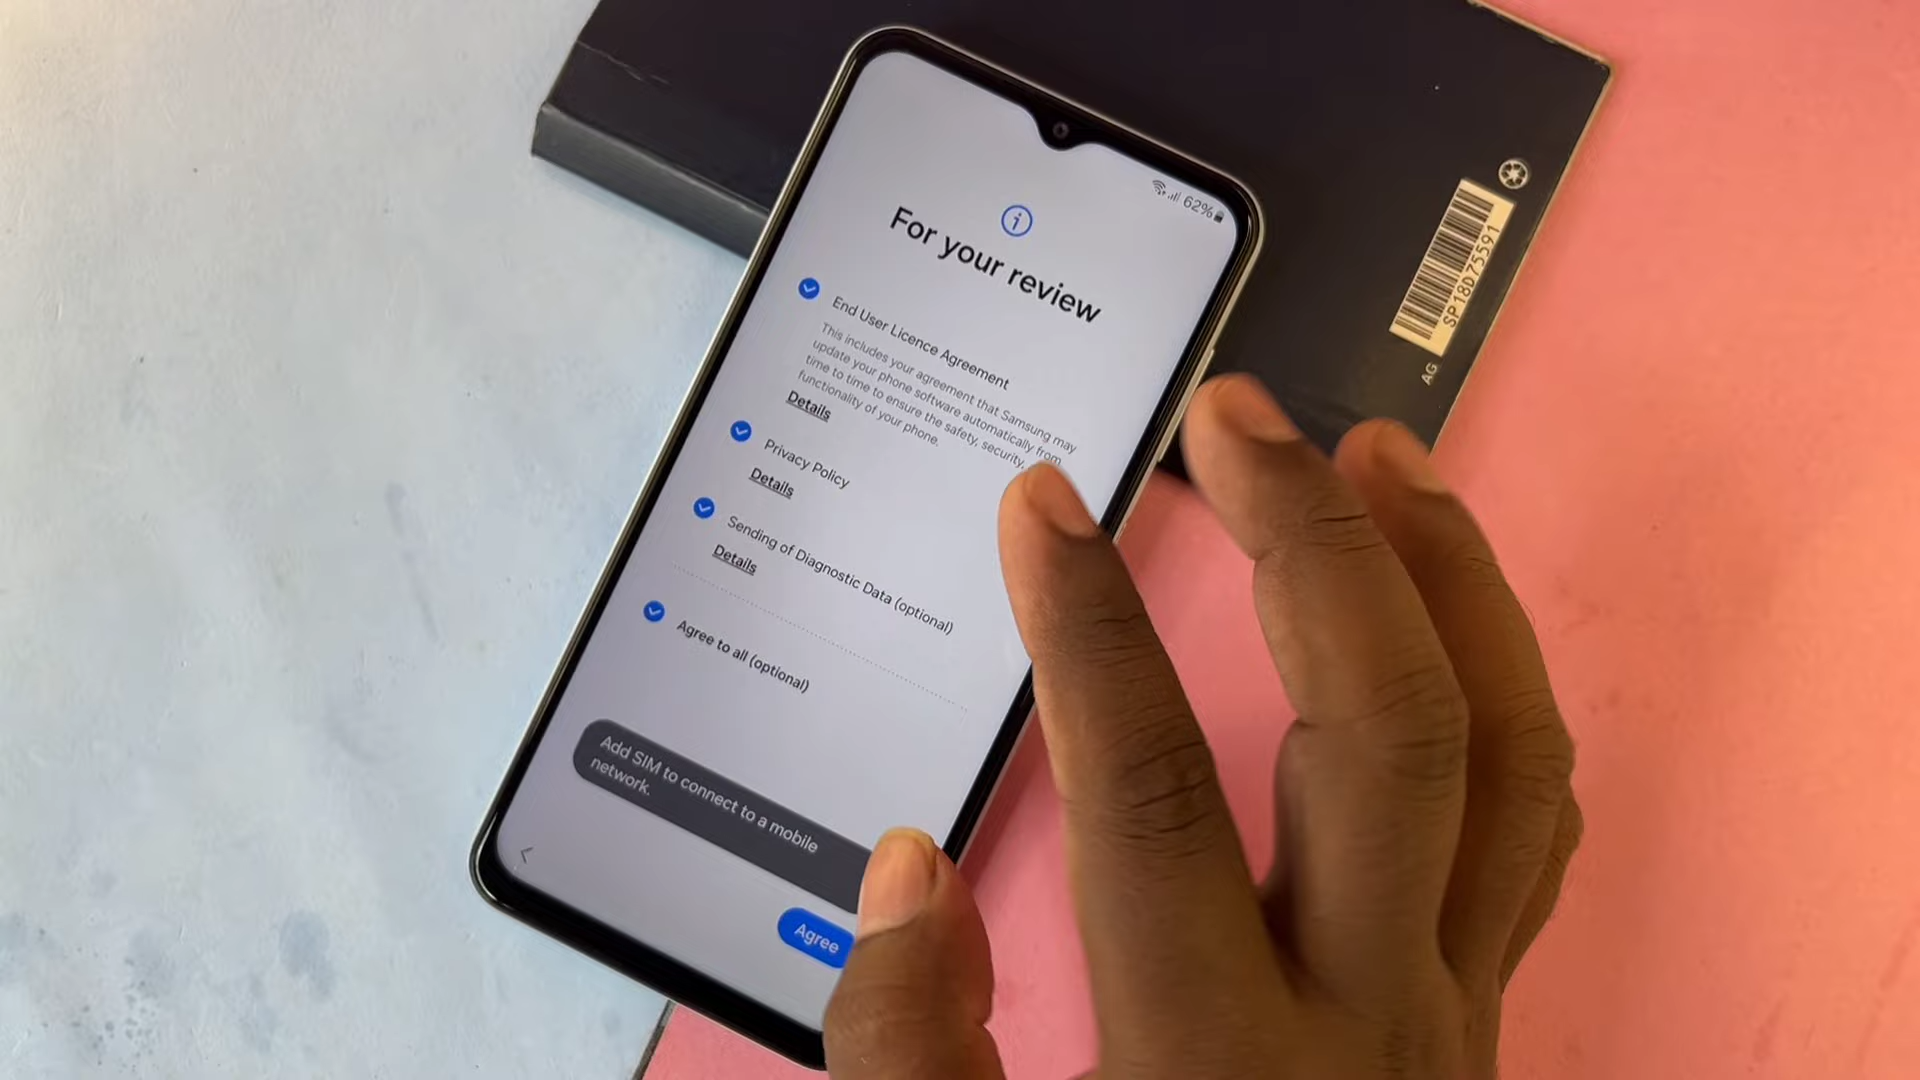 62%
For your review
End User Licence Agreement
This includes your agreement that Samsung may
update your phone software automatically from
time to time to ensure the safety, security,
functionality of your phone.
Details
Privacy Policy
Details
Sending of Diagnostic Data (optional)
Details
Agree to all (optional)
Add SIM to connect to a mobile
network.
Agree
SP18D75591
AG